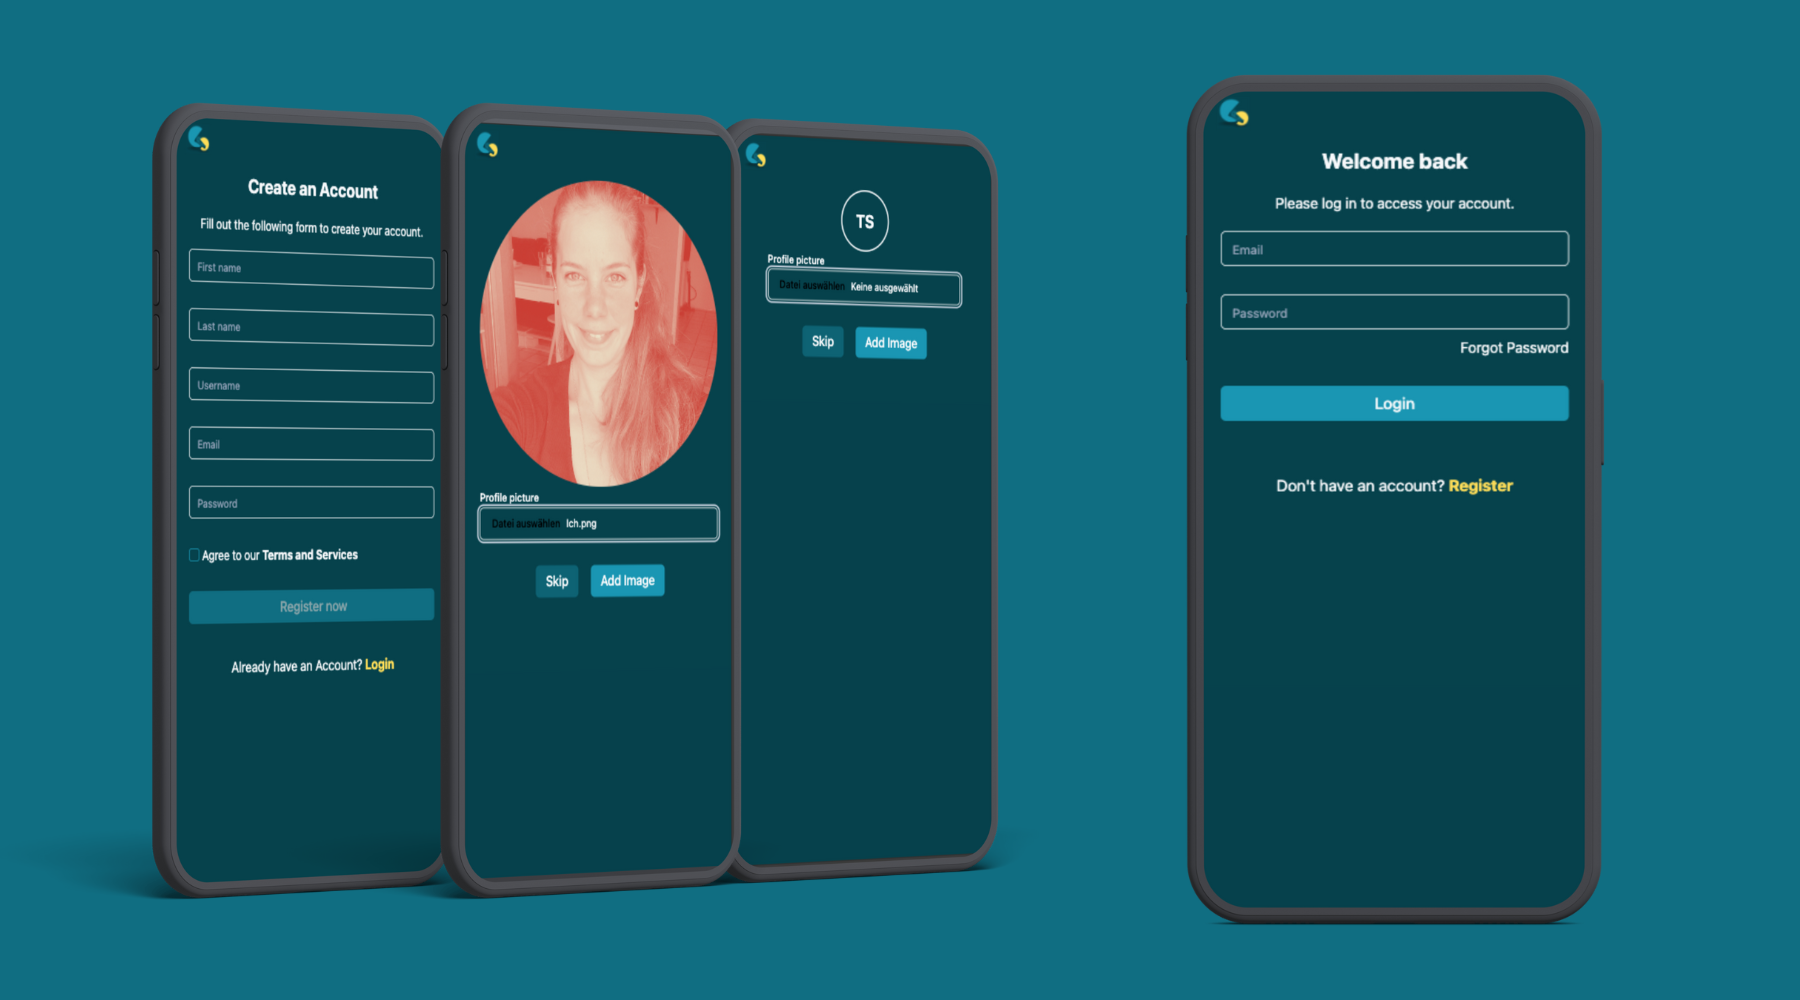 Create an Account
Fill out the following form to create your account.
First name
Last name
Username
Email
Password
Agree to our Terms and Services
Register now
Already have an Account? Login
Profile picture
Datei auswählen Ich.png
Skip
Add Image
TS
Profile picture
Datei auswählen Keine ausgewählt
Skip
Add Image
Welcome back
Please log in to access your account.
Email
Password
Forgot Password
Login
Don't have an account? Register